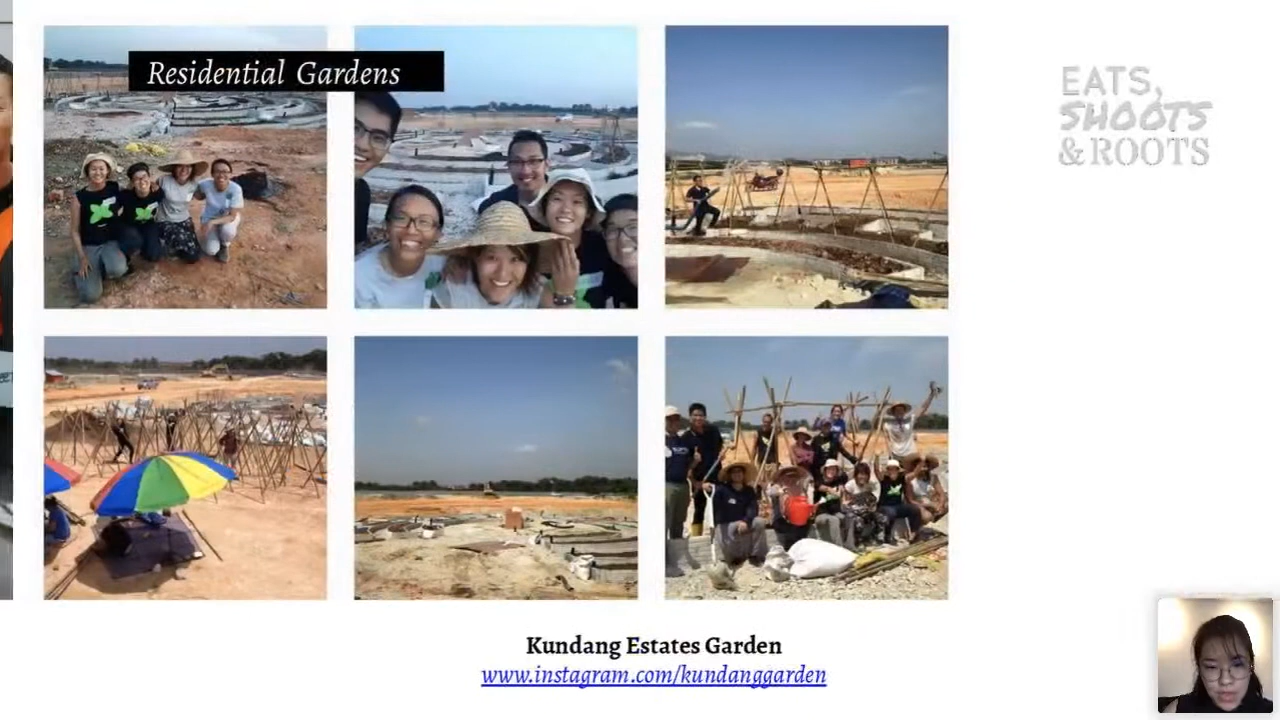 Residential Gardens
EATS,
SHOOTS
& ROOTS
Kundang Estates Garden
www.instagram.com/kundanggarden